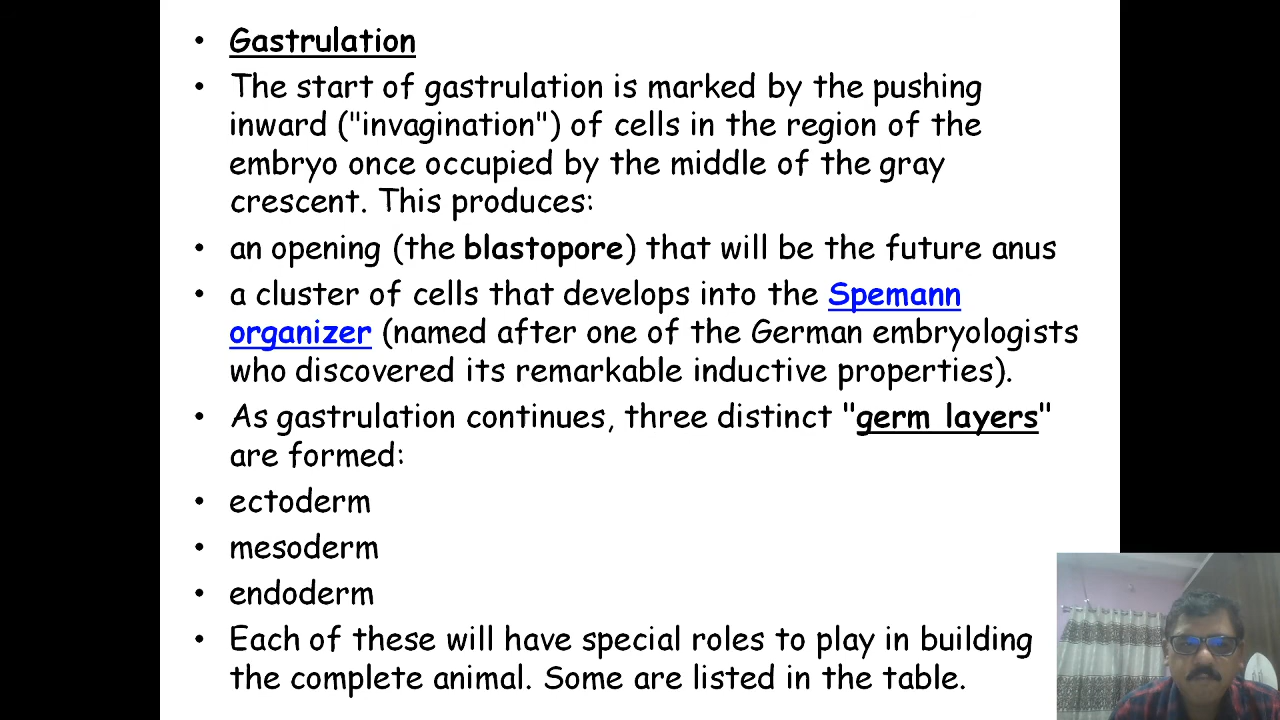 • Gastrulation
• The start of gastrulation is marked by the pushing
inward ("invagination") of cells in the region of the
embryo once occupied by the middle of the gray
crescent. This produces:
• an opening (the blastopore) that will be the future anus
• a cluster of cells that develops into the Spemann
organizer (named after one of the German embryologists
who discovered its remarkable inductive properties).
• As gastrulation continues, three distinct "germ layers"
are formed:
• ectoderm
• mesoderm
• endoderm
• Each of these will have special roles to play in building
the complete animal. Some are listed in the table.